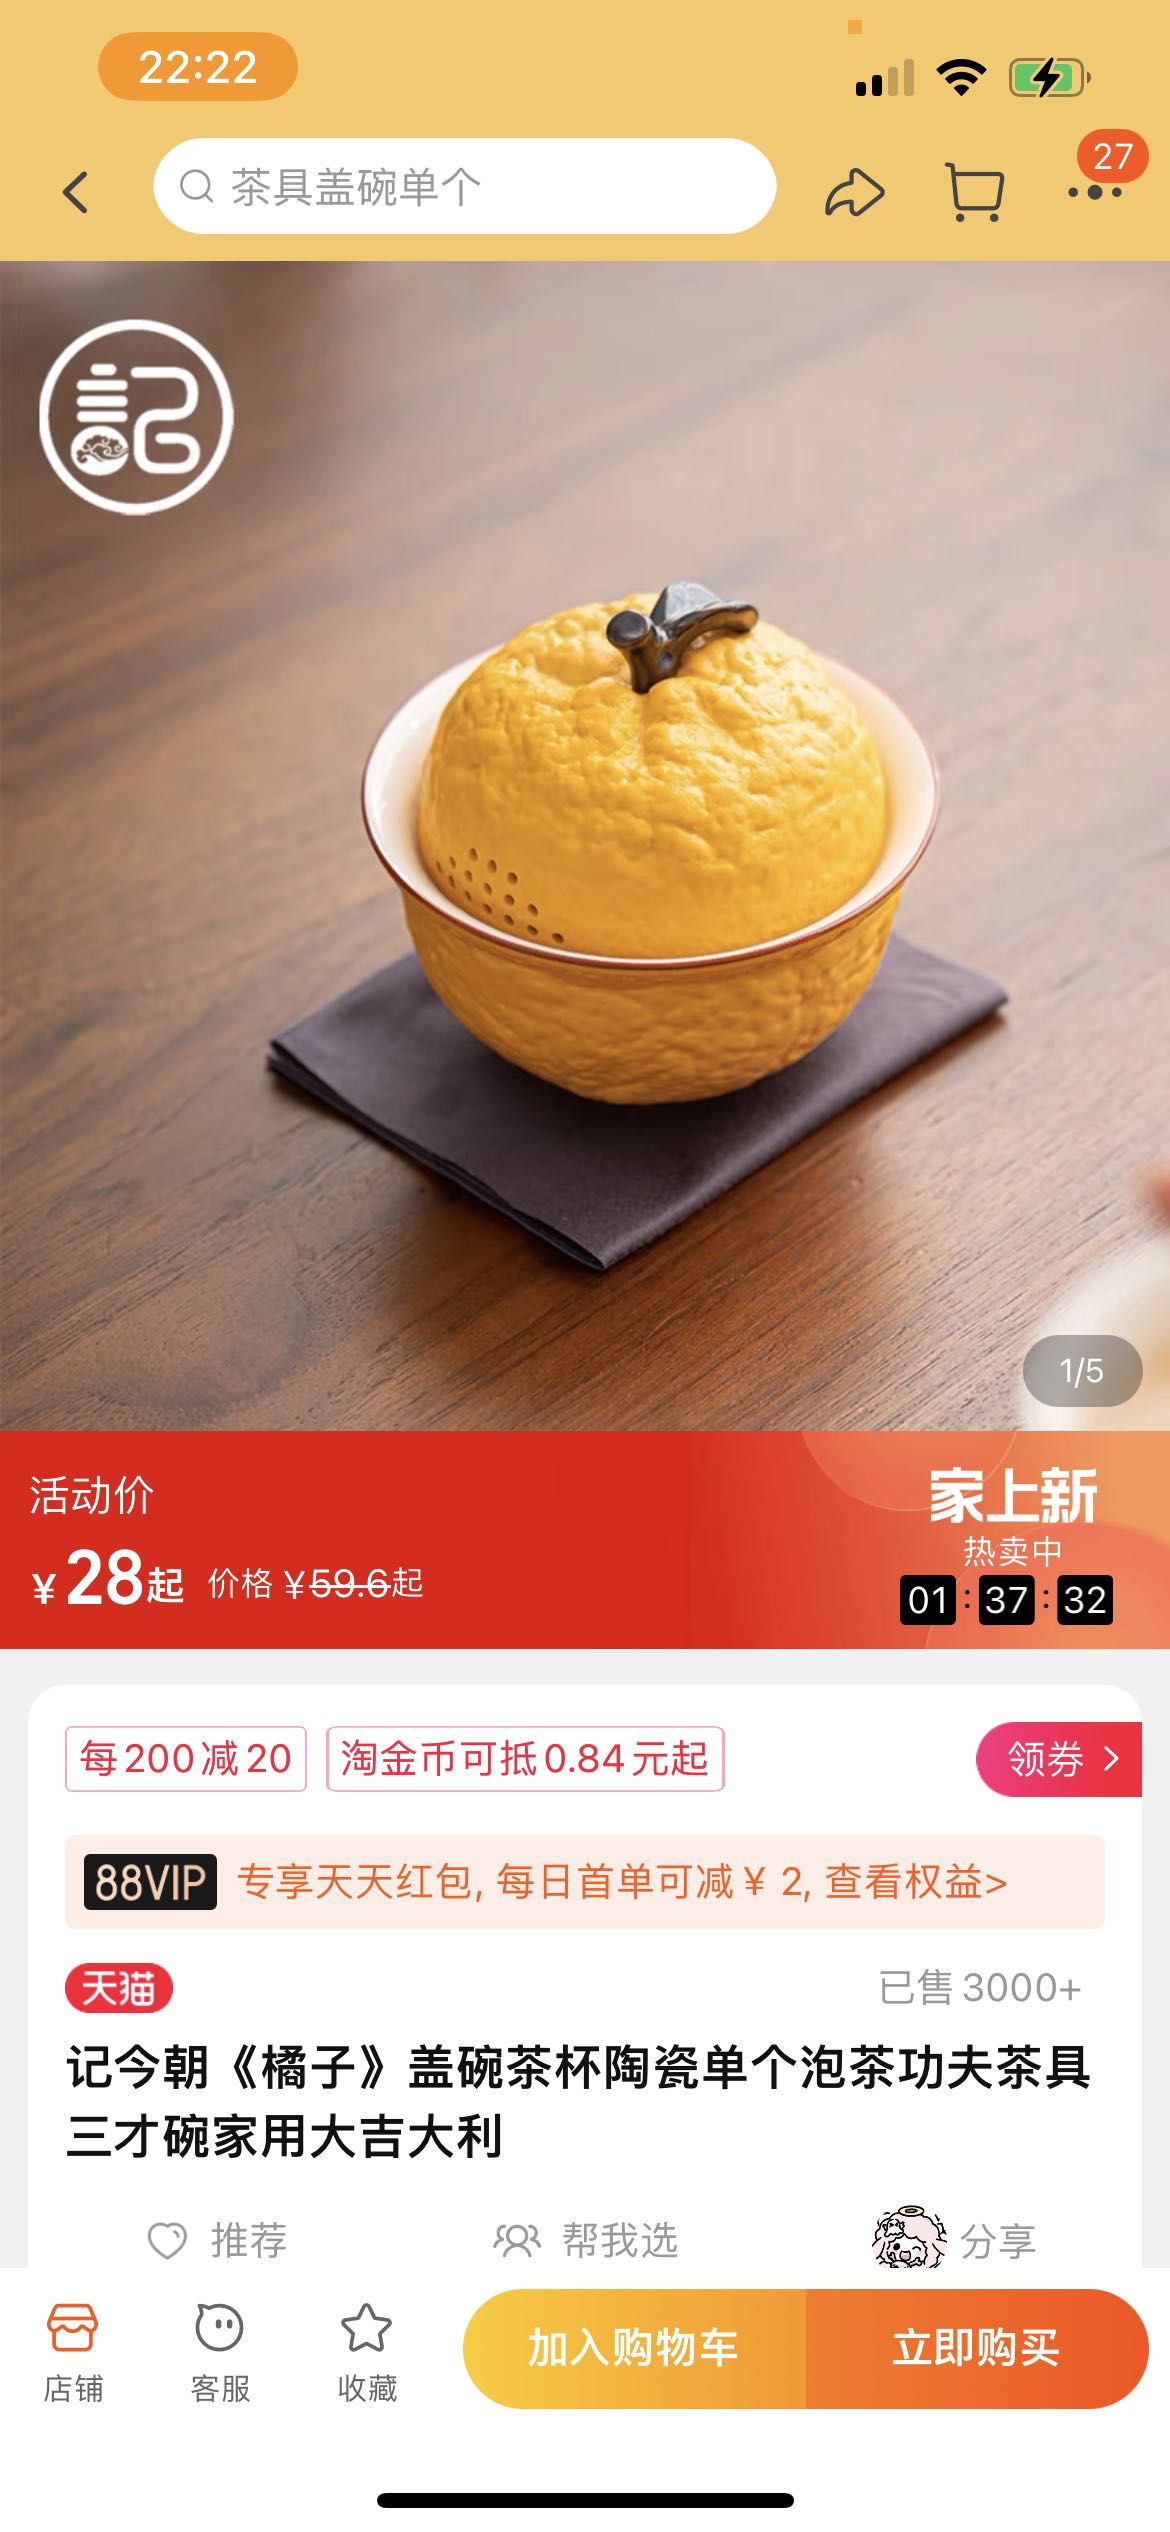 22:22
茶具盖碗单个
27
記
1/5
活动价
¥28起 价格 ¥59.6起
家上新
热卖中
01:37:32
每200减20 淘金币可抵0.84元起 领券 >
88VIP 专享天天红包, 每日首单可减¥ 2, 查看权益>
天猫 已售3000+
记今朝《橘子》盖碗茶杯陶瓷单个泡茶功夫茶具
三才碗家用大吉大利
推荐 帮我选 分享
店铺 客服 收藏 加入购物车 立即购买